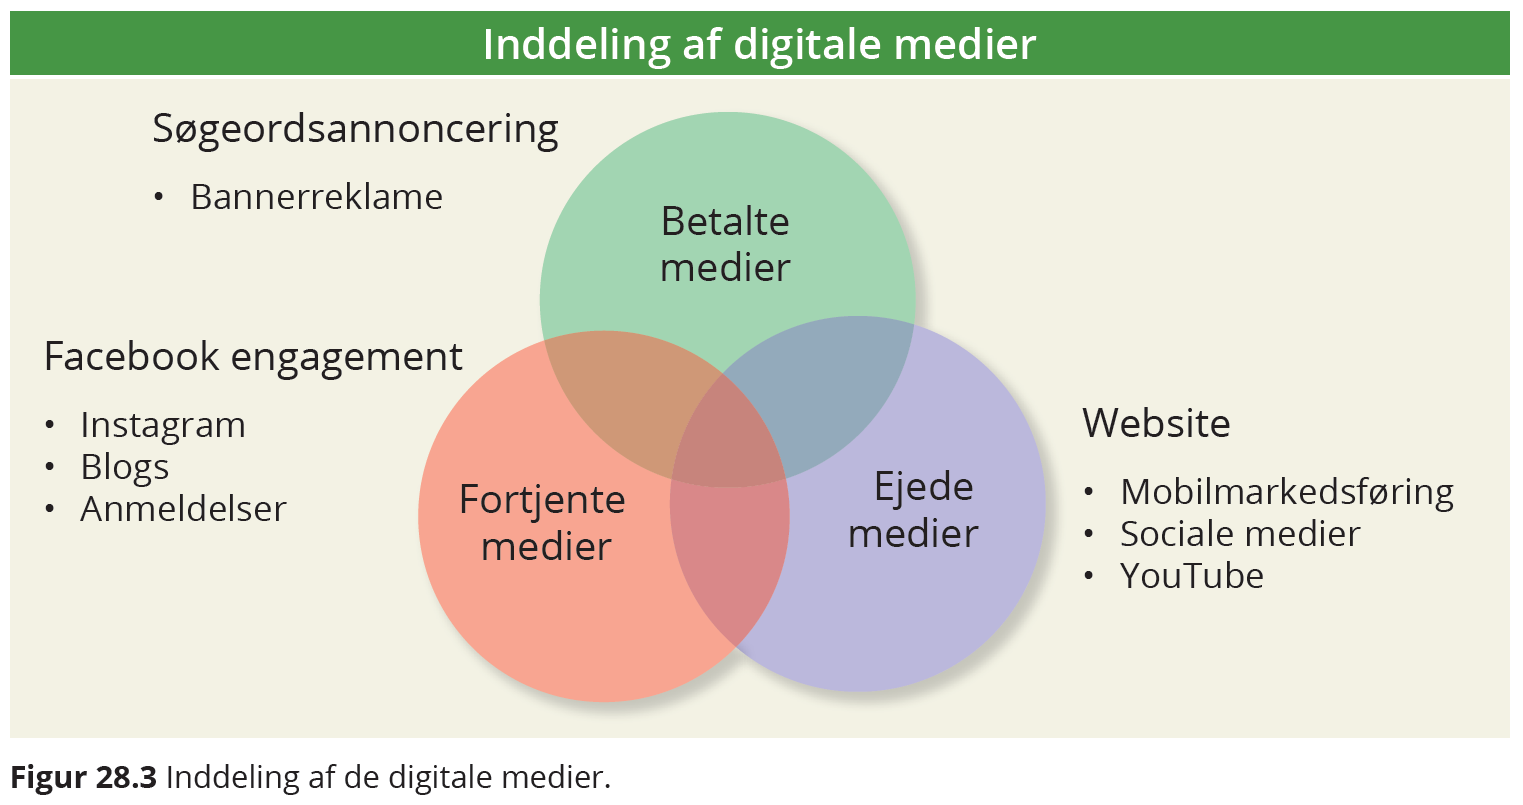 Inddeling af digitale medier
Søgeordsannoncering
• Bannerreklame
Betalte
medier
Facebook engagement
• Instagram
• Blogs
• Anmeldelser
Fortjente
medier
Ejede
medier
Website
• Mobilmarkedsføring
• Sociale medier
• YouTube
Figur 28.3 Inddeling af de digitale medier.